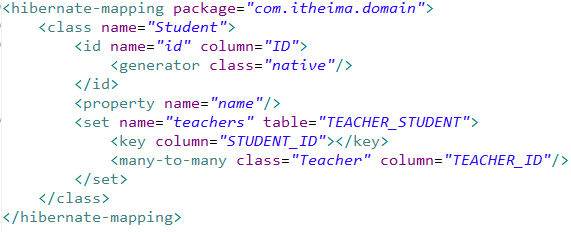 <hibernate-mapping package="com.itheima.domain">
<class name="Student">
<id name="id" column="ID">
<generator class="native"/>
</id>
<property name="name"/>
<set name="teachers" table="TEACHER_STUDENT">
<key column="STUDENT_ID"></key>
<many-to-many class="Teacher" column="TEACHER_ID"/>
</set>
</class>
</hibernate-mapping>